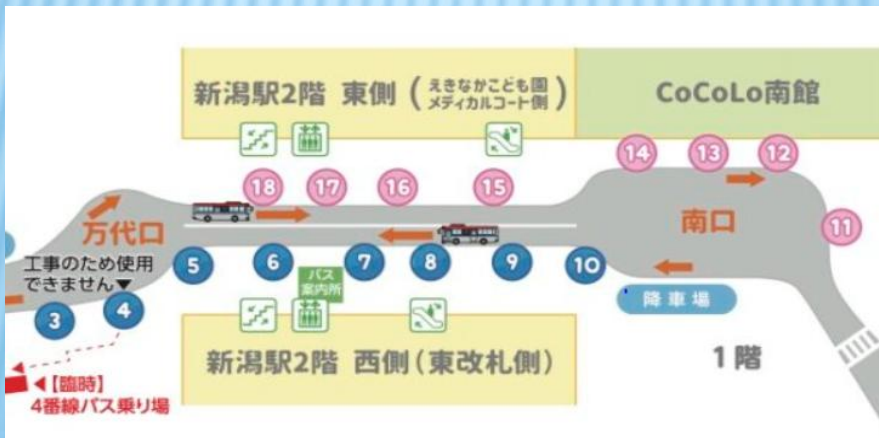 新潟駅2階 東側
(えきなかこども園
メディカルコート側)
CoCoLo南館
14
13
12
18
17
16
15
11
万代口
南口
工事のため使用
できません▼
5
6
7
8
9
10
バス
案内所
降車場
3
4
新潟駅2階 西側(東改札側)
1階
◀【臨時】
4番線バス乗り場